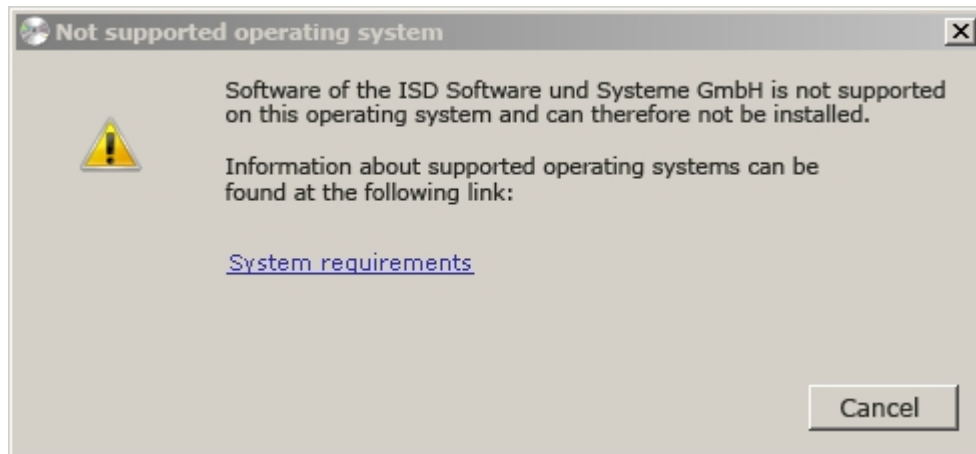 Not supported operating system
Software of the ISD Software und Systeme GmbH is not supported
on this operating system and can therefore not be installed.
Information about supported operating systems can be
found at the following link:
System requirements
Cancel